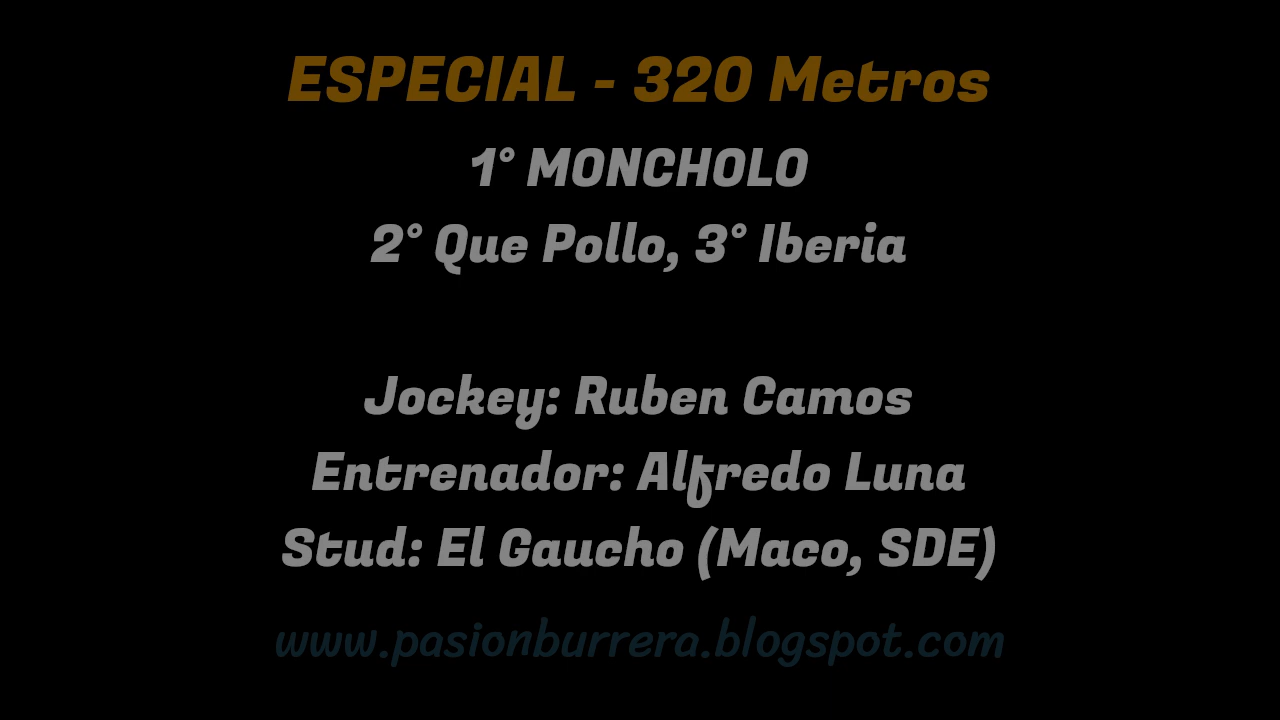 ESPECIAL - 320 Metros
1° MONCHOLO
2° Que Pollo, 3° Iberia
Jockey: Ruben Camos
Entrenador: Alfredo Luna
Stud: El Gaucho (Maco, SDE)
www.pasionburrera.blogspot.com